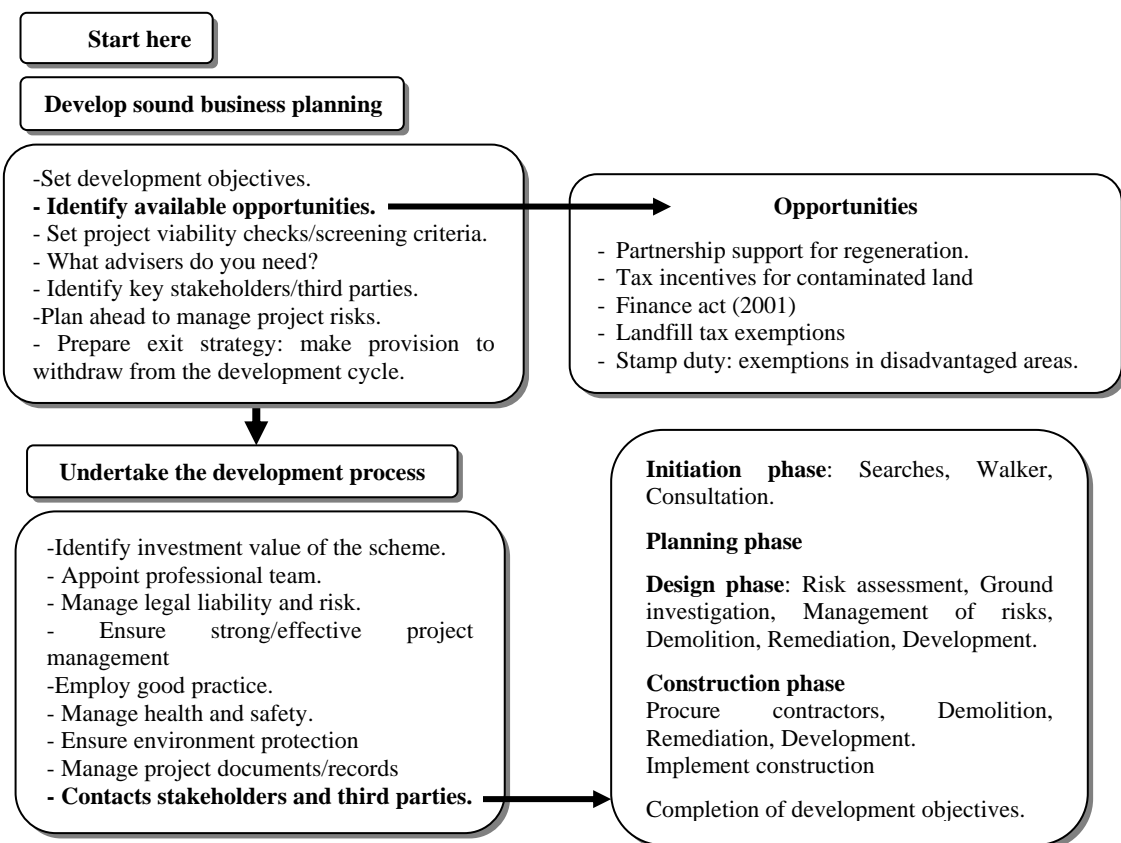 Start here
Develop sound business planning
-Set development objectives.
- Identify available opportunities.
- Set project viability checks/screening criteria.
- What advisers do you need?
- Identify key stakeholders/third parties.
-Plan ahead to manage project risks.
- Prepare exit strategy: make provision to
withdraw from the development cycle.
Opportunities
- Partnership support for regeneration.
- Tax incentives for contaminated land
- Finance act (2001)
- Landfill tax exemptions
- Stamp duty: exemptions in disadvantaged areas.
Undertake the development process
-Identify investment value of the scheme.
- Appoint professional team.
- Manage legal liability and risk.
- Ensure strong/effective project
management
-Employ good practice.
- Manage health and safety.
- Ensure environment protection
- Manage project documents/records
- Contacts stakeholders and third parties.
Initiation phase: Searches, Walker,
Consultation.
Planning phase
Design phase: Risk assessment, Ground
investigation, Management of risks,
Demolition, Remediation, Development.
Construction phase
Procure contractors, Demolition,
Remediation, Development.
Implement construction
Completion of development objectives.